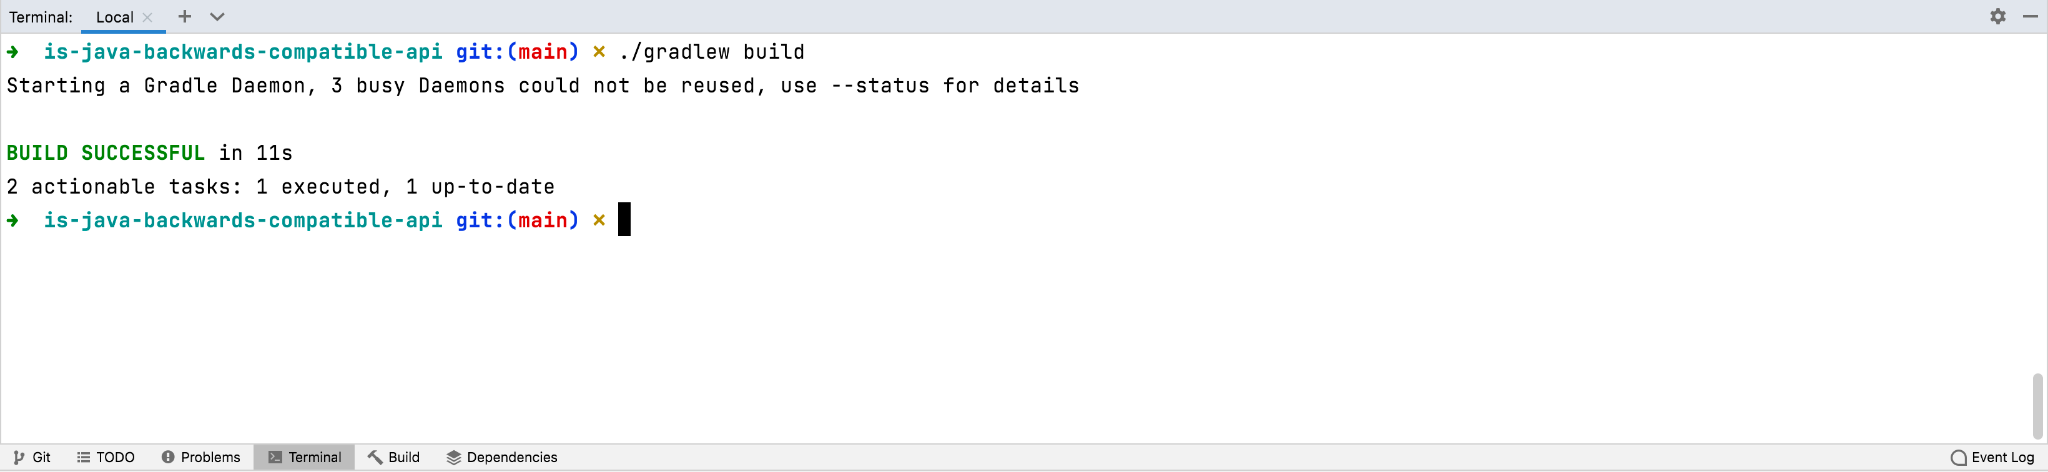 Terminal: Local × + 
➜ is-java-backwards-compatible-api git:(main) ✗ ./gradlew build
Starting a Gradle Daemon, 3 busy Daemons could not be reused, use --status for details
BUILD SUCCESSFUL in 11s
2 actionable tasks: 1 executed, 1 up-to-date
➜ is-java-backwards-compatible-api git:(main) ✗
Git TODO Problems Terminal Build Dependencies Event Log